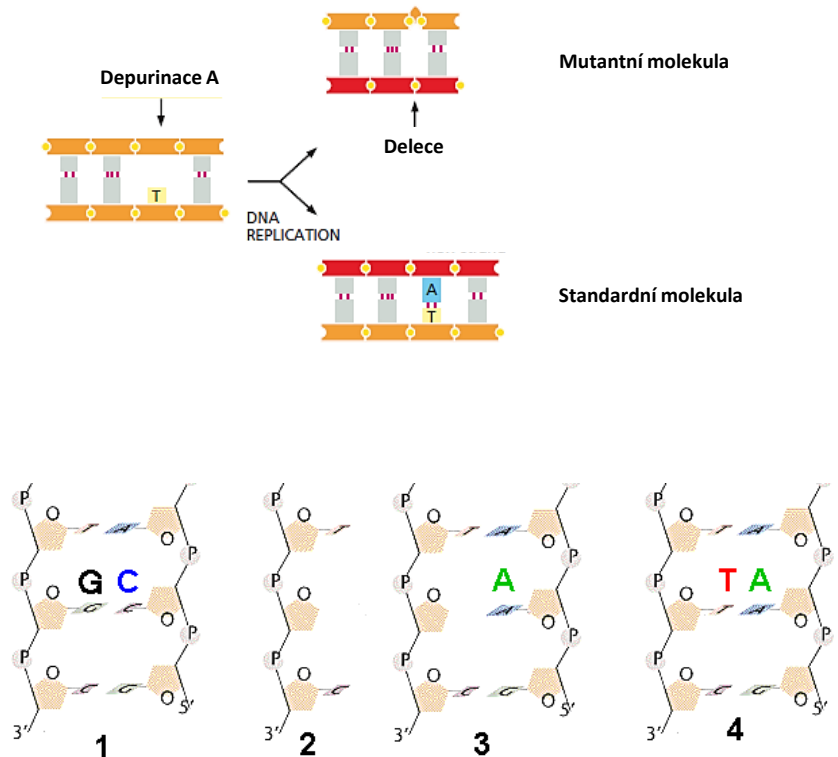 Mutantní molekula
Depurinace A
Delece
T
DNA
REPLICATION
A
T
Standardní molekula
P O T A O P
G C
P O G C O P
P O C G O
3' 5'
1
P O T
P O
P O C
3'
2
P O T A O P
A
P O A O P
P O C G O
3' 5'
3
P O T A O P
T A
P O T A O P
P O C G O
3' 5'
4